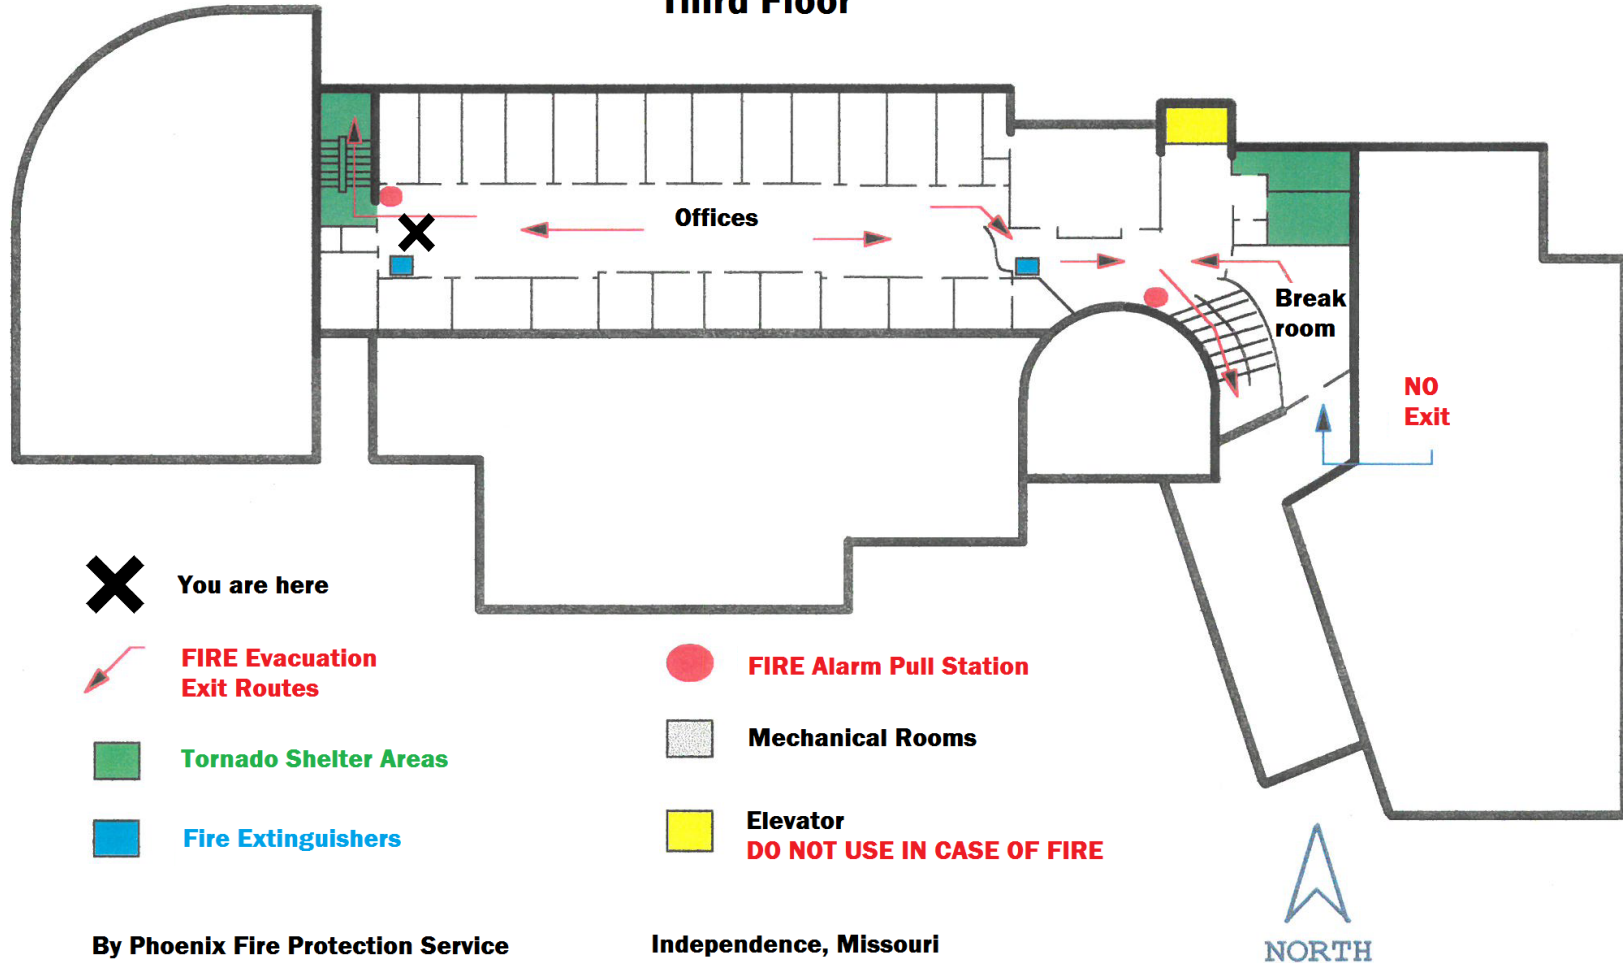 Third Floor
Offices
Break
room
NO
Exit
You are here
FIRE Evacuation
Exit Routes
FIRE Alarm Pull Station
Mechanical Rooms
Tornado Shelter Areas
Fire Extinguishers
Elevator
DO NOT USE IN CASE OF FIRE
By Phoenix Fire Protection Service
Independence, Missouri
NORTH